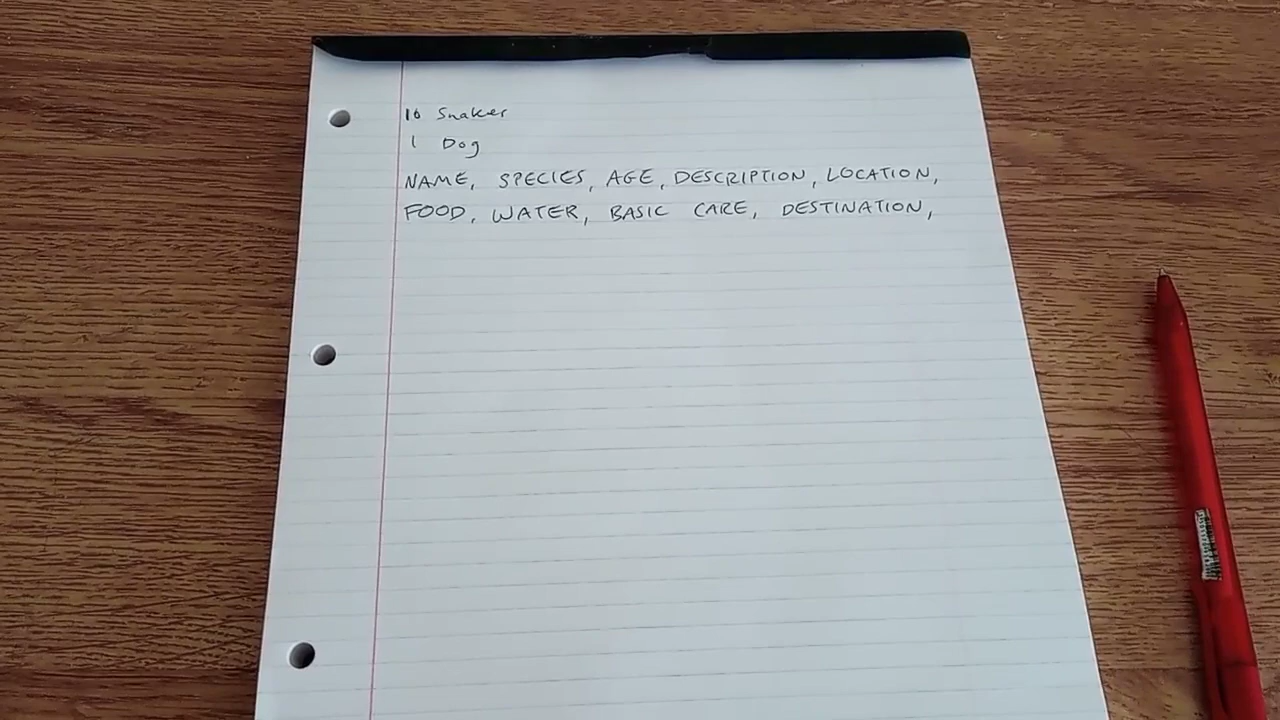 10 Snakes
1 Dog
NAME, SPECIES, AGE, DESCRIPTION, LOCATION,
FOOD, WATER, BASIC CARE, DESTINATION,